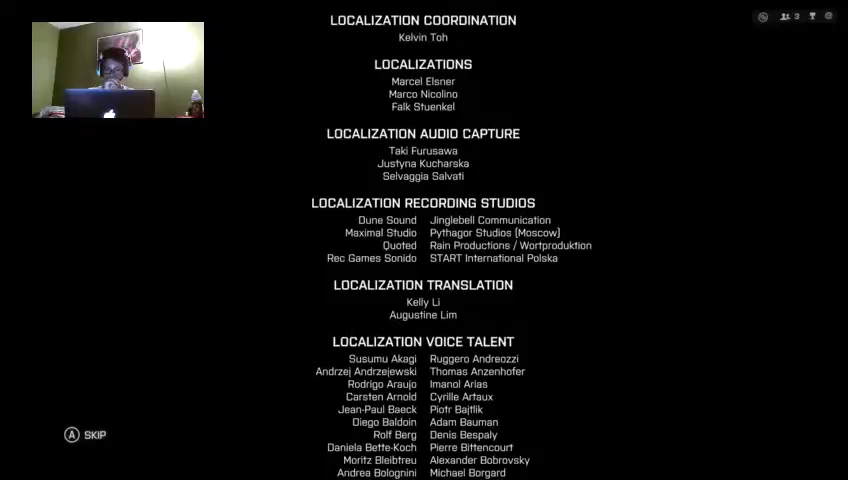 LOCALIZATION COORDINATION
Kelvin Toh
3
LOCALIZATIONS
Marcel Elsner
Marco Nicolino
Falk Stuenkel
LOCALIZATION AUDIO CAPTURE
Taki Furusawa
Justyna Kucharska
Selvaggia Salvati
LOCALIZATION RECORDING STUDIOS
Dune Sound Jinglebell Communication
Maximal Studio Pythagor Studios (Moscow)
Quoted Rain Productions / Wortproduktion
Rec Games Sonido START International Polska
LOCALIZATION TRANSLATION
Kelly Li
Augustine Lim
LOCALIZATION VOICE TALENT
Susumu Akagi Ruggero Andreozzi
Andrzej Andrzejewski Thomas Anzenhofer
Rodrigo Araujo Imanol Arias
Carsten Arnold Cyrille Artaux
Jean-Paul Baeck Piotr Bajtlik
Diego Baldoin Adam Bauman
Rolf Berg Denis Bespaly
Daniela Bette-Koch Pierre Bittencourt
Moritz Bleibtreu Alexander Bobrovsky
Andrea Bolognini Michael Borgard
A SKIP